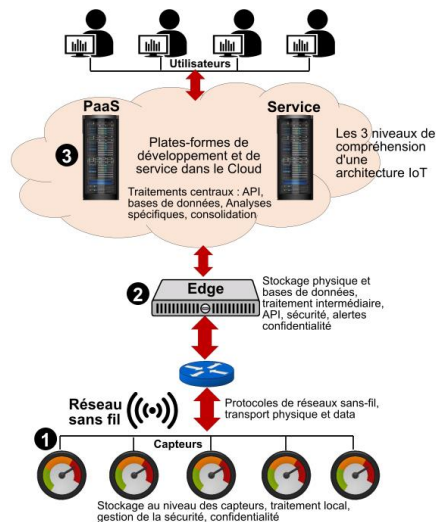 Utilisateurs
PaaS
Service
3
Plates-formes de
développement et de
service dans le Cloud
Traitements centraux : API,
bases de données, Analyses
spécifiques, consolidation
Les 3 niveaux de
compréhension
d'une
architecture IoT
2
Edge
Stockage physique et
bases de données,
traitement intermédiaire,
API, sécurité, alertes
confidentialité
Réseau
sans fil
Protocoles de réseaux sans-fil,
transport physique et data
1
Capteurs
Stockage au niveau des capteurs, traitement local,
gestion de la sécurité, confidentialité